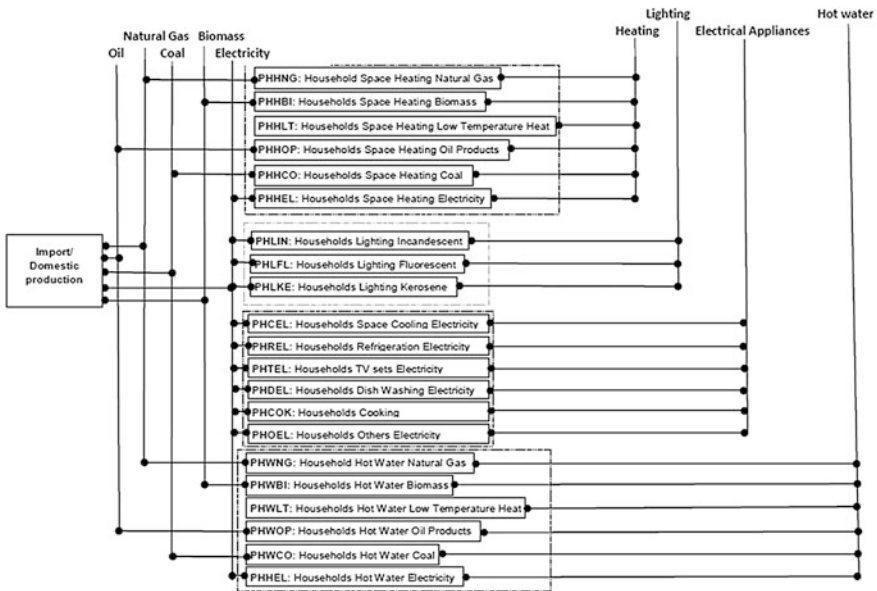 Lighting
Hot water
Natural Gas
Biomass
Heating
Electrical Appliances
Oil
Coal
Electricity
PHHNG: Household Space Heating Natural Gas
PHHBI: Households Space Heating Biomass
PHHLT: Households Space Heating Low Temperature Heat
PHHOP: Households Space Heating Oil Products
PHHCO: Households Space Heating Coal
PHHEL: Households Space Heating Electricity
Import/
Domestic
production
PHLIN: Households Lighting Incandescent
PHLFL: Households Lighting Fluorescent
PHLKE: Households Lighting Kerosene
PHCEL: Households Space Cooling Electricity
PHREL: Households Refrigeration Electricity
PHTEL: Households TV sets Electricity
PHDEL: Households Dish Washing Electricity
PHCOK: Households Cooking
PHOEL: Households Others Electricity
PHWNG: Household Hot Water Natural Gas
PHWBI: Households Hot Water Biomass
PHWLT: Households Hot Water Low Temperature Heat
PHWOP: Households Hot Water Oil Products
PHWCO: Households Hot Water Coal
PHHEL: Households Hot Water Electricity